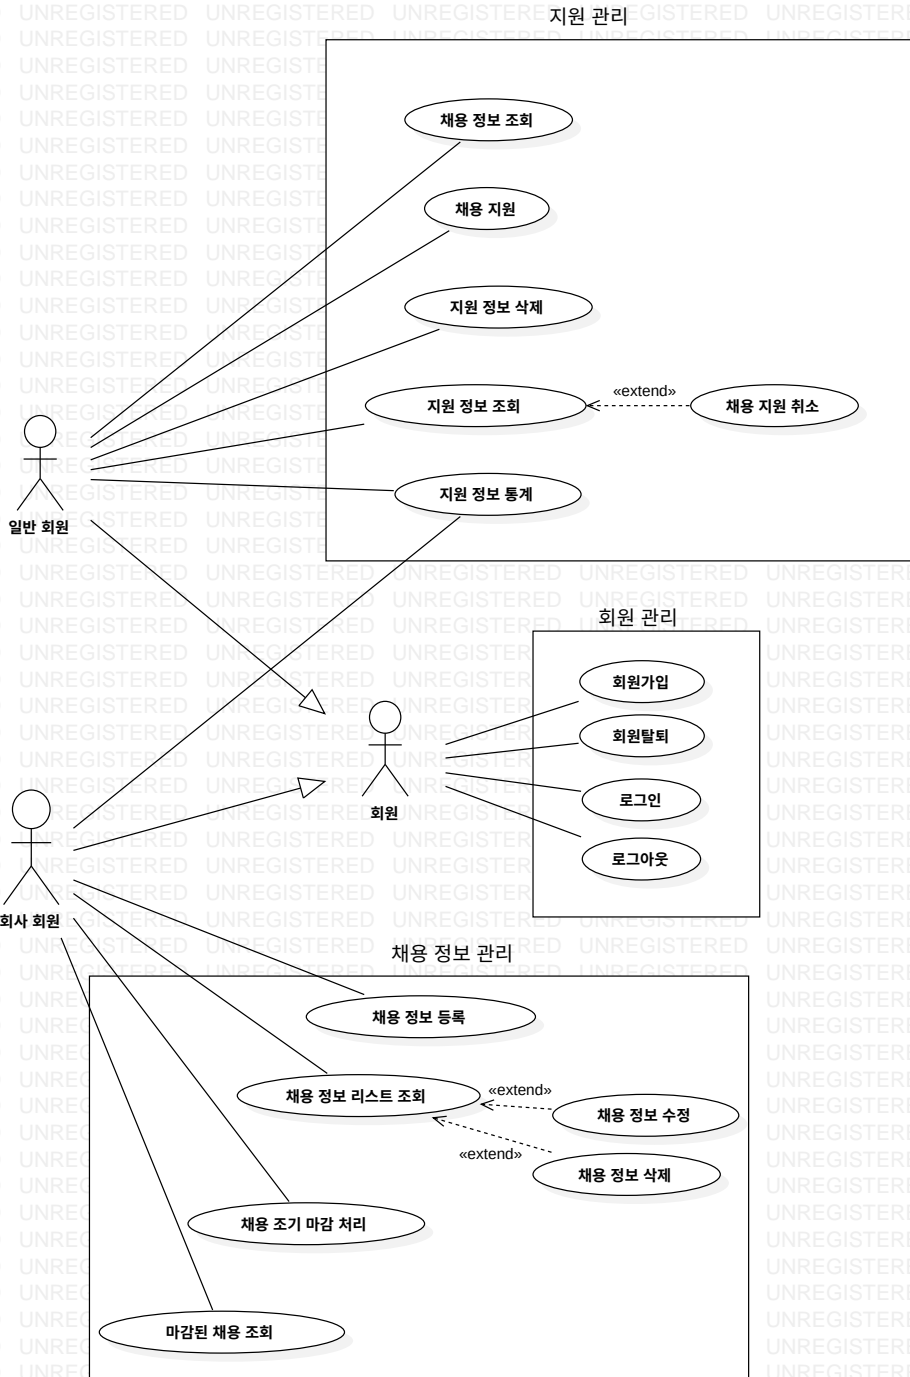 지원 관리
채용 정보 조회
채용 지원
지원 정보 삭제
지원 정보 조회
«extend»
채용 지원 취소
지원 정보 통계
일반 회원
회원 관리
회원가입
회원탈퇴
로그인
로그아웃
회원
회사 회원
채용 정보 관리
채용 정보 등록
채용 정보 리스트 조회
«extend»
채용 정보 수정
«extend»
채용 정보 삭제
채용 조기 마감 처리
마감된 채용 조회
UNREGISTERED